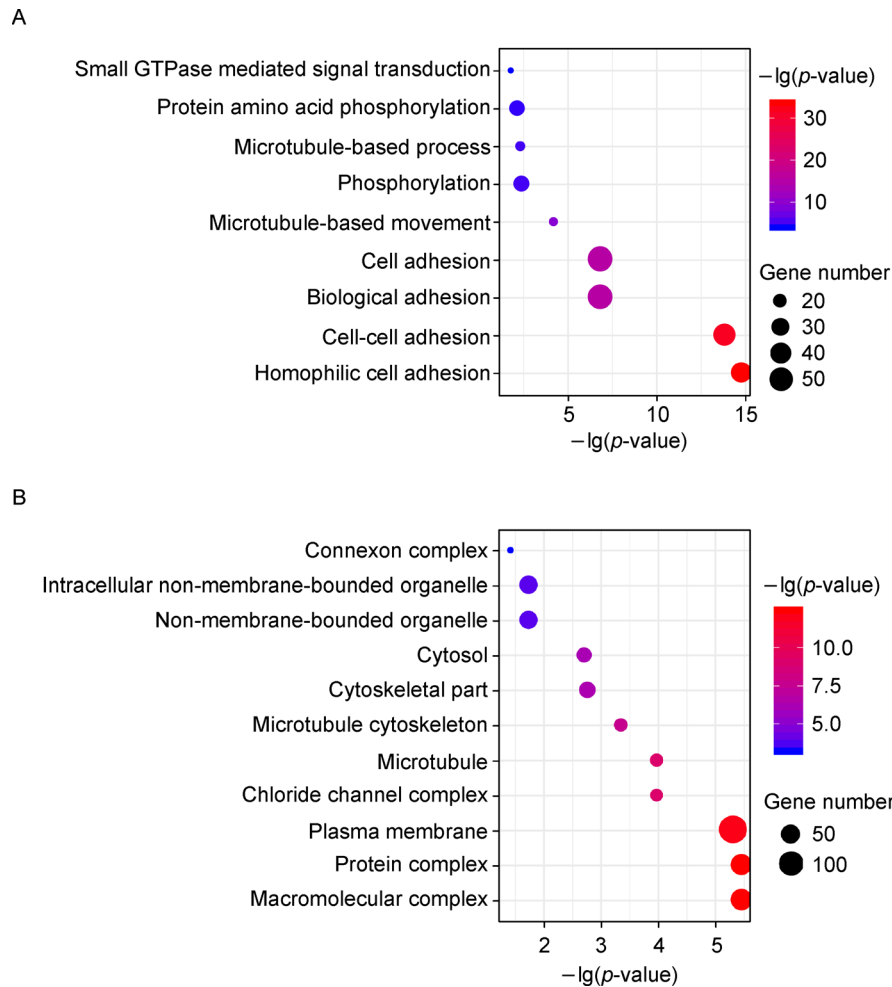 A
Small GTPase mediated signal transduction
Protein amino acid phosphorylation
Microtubule-based process
Phosphorylation
Microtubule-based movement
Cell adhesion
Biological adhesion
Cell-cell adhesion
Homophilic cell adhesion
5 10 15
−lg(p-value)
−lg(p-value)
30
20
10
Gene number
20
30
40
50
B
Connexon complex
Intracellular non-membrane-bounded organelle
Non-membrane-bounded organelle
Cytosol
Cytoskeletal part
Microtubule cytoskeleton
Microtubule
Chloride channel complex
Plasma membrane
Protein complex
Macromolecular complex
2 3 4 5
−lg(p-value)
−lg(p-value)
10.0
7.5
5.0
Gene number
50
100